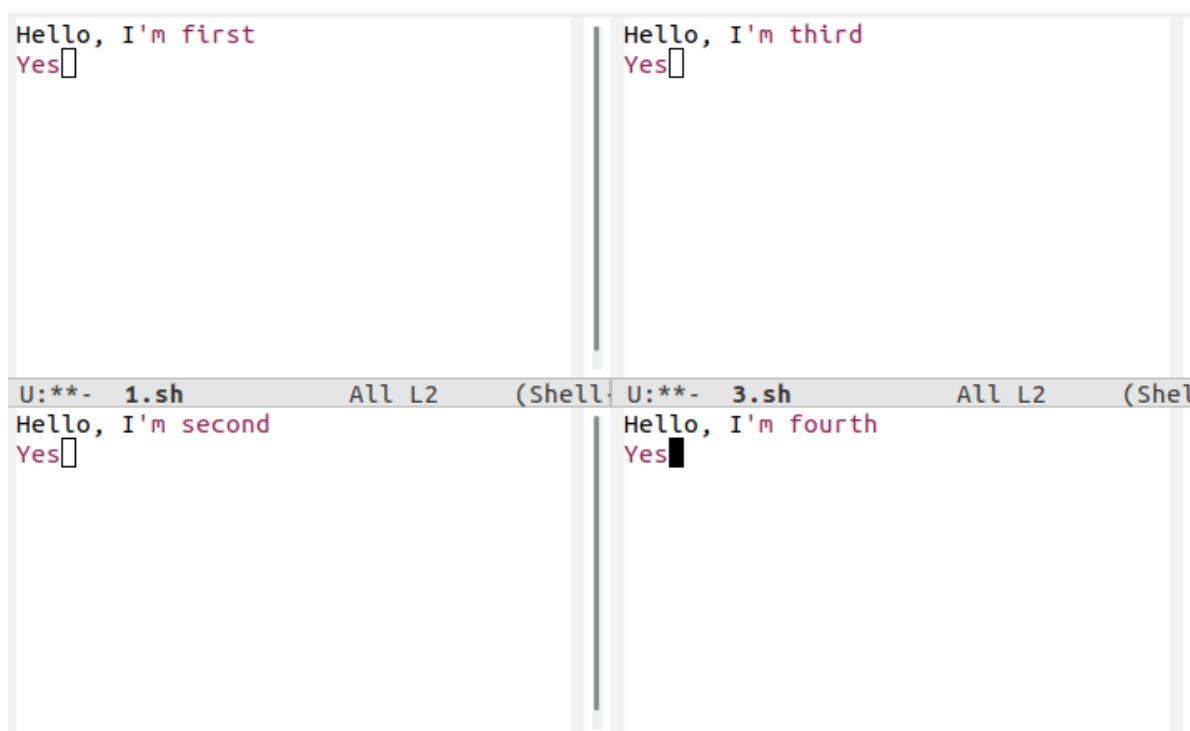 Hello, I'm first
Yes
U:**-  1.sh                All L2     (Shell-
Hello, I'm second
Yes
Hello, I'm third
Yes
U:**-  3.sh                All L2     (Shel
Hello, I'm fourth
Yes